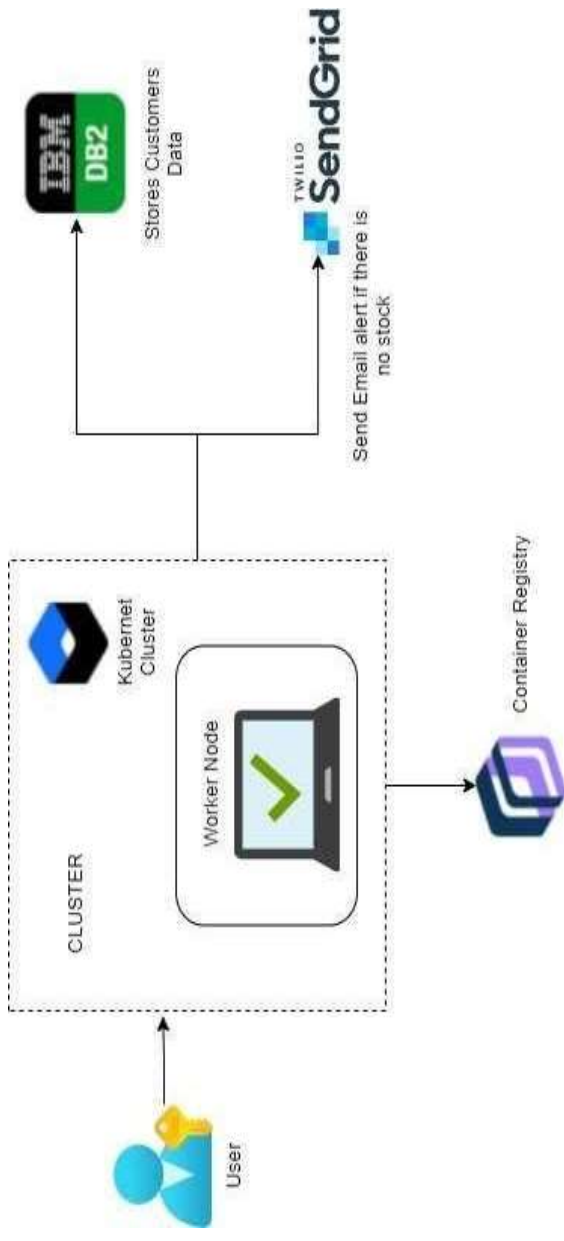 User
CLUSTER
Kubernet
Cluster
Worker Node
Container Registry
IBM
DB2
Stores Customers
Data
TWILIO
SendGrid
Send Email alert if there is
no stock